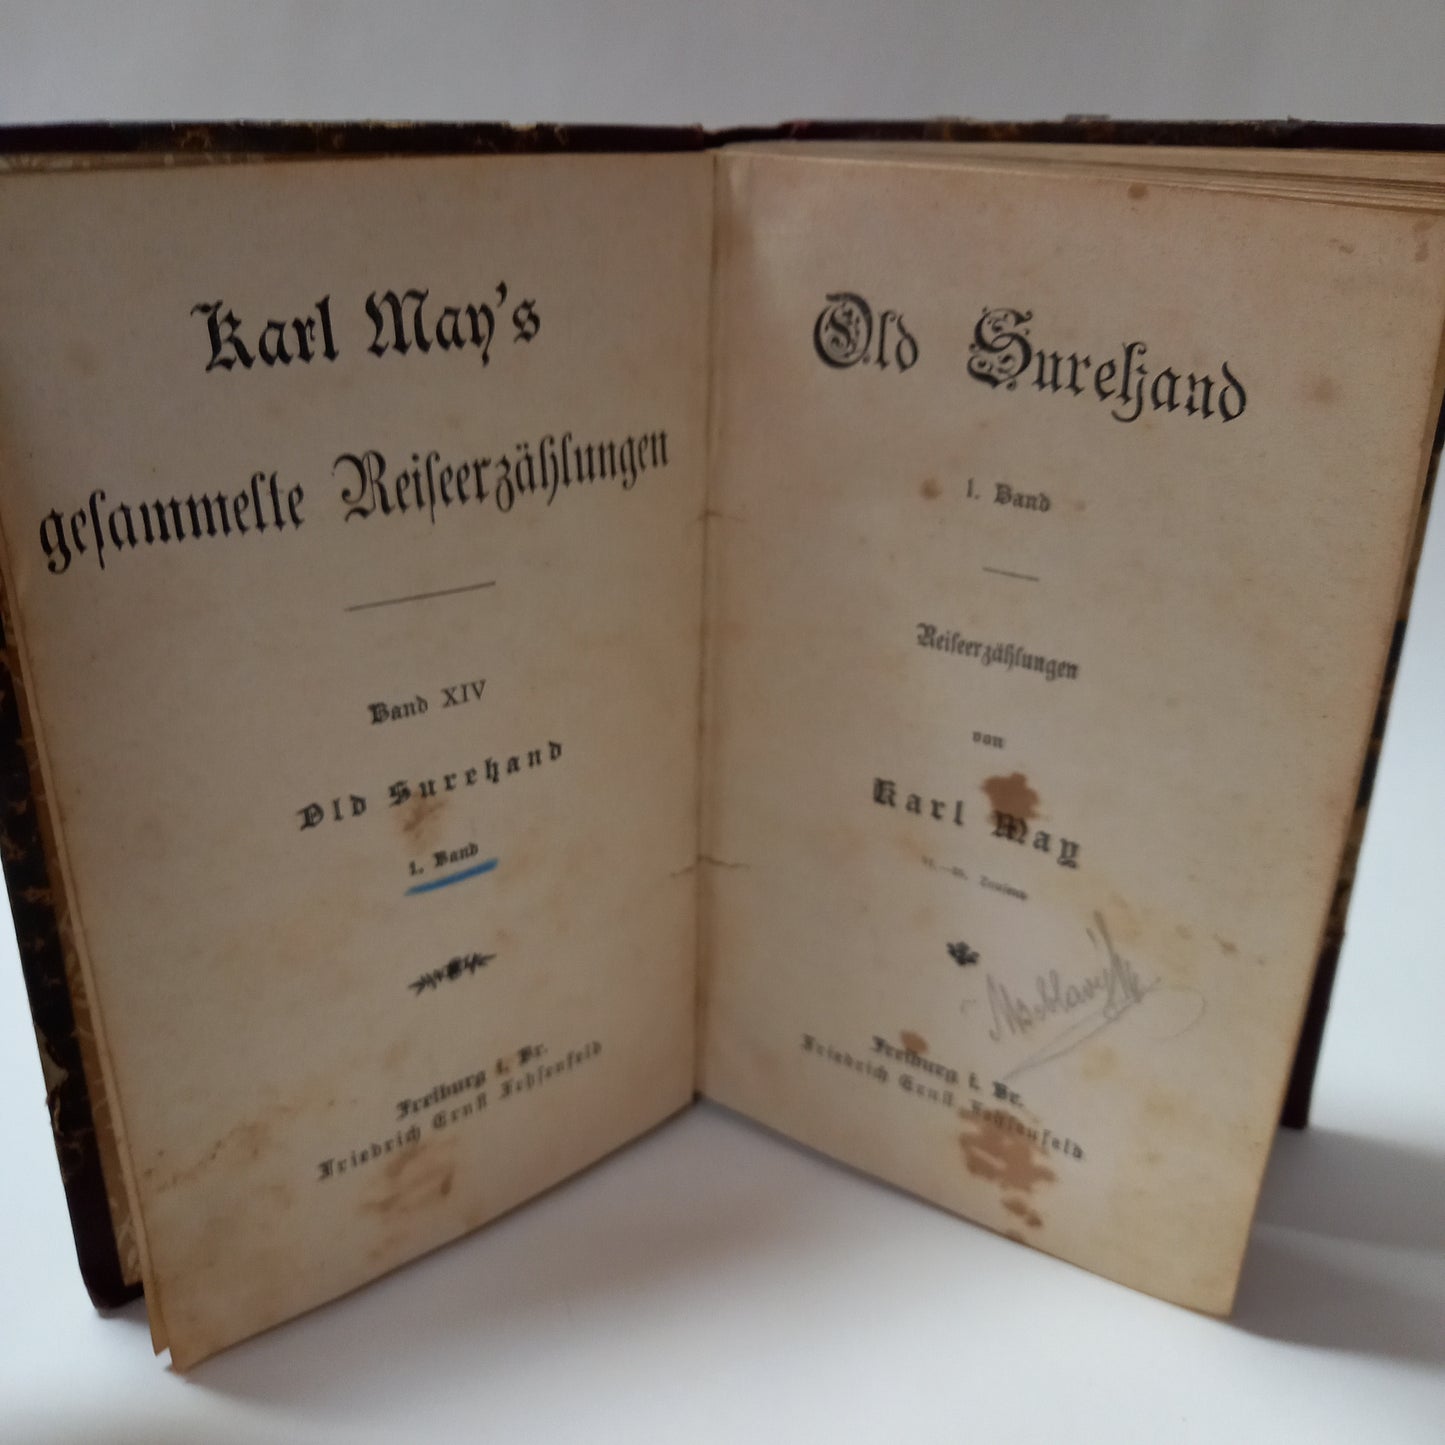 Karl May's
gesammelte Reiseerzählungen
Band XIV
Old Surehand
1. Band
Freiburg i. Br.
Friedrich Ernst Fehsenfeld
Old Surehand
1. Band
Reiseerzählungen
von
Karl May
Tausend
Freiburg i. Br.
Friedrich Ernst Fehsenfeld